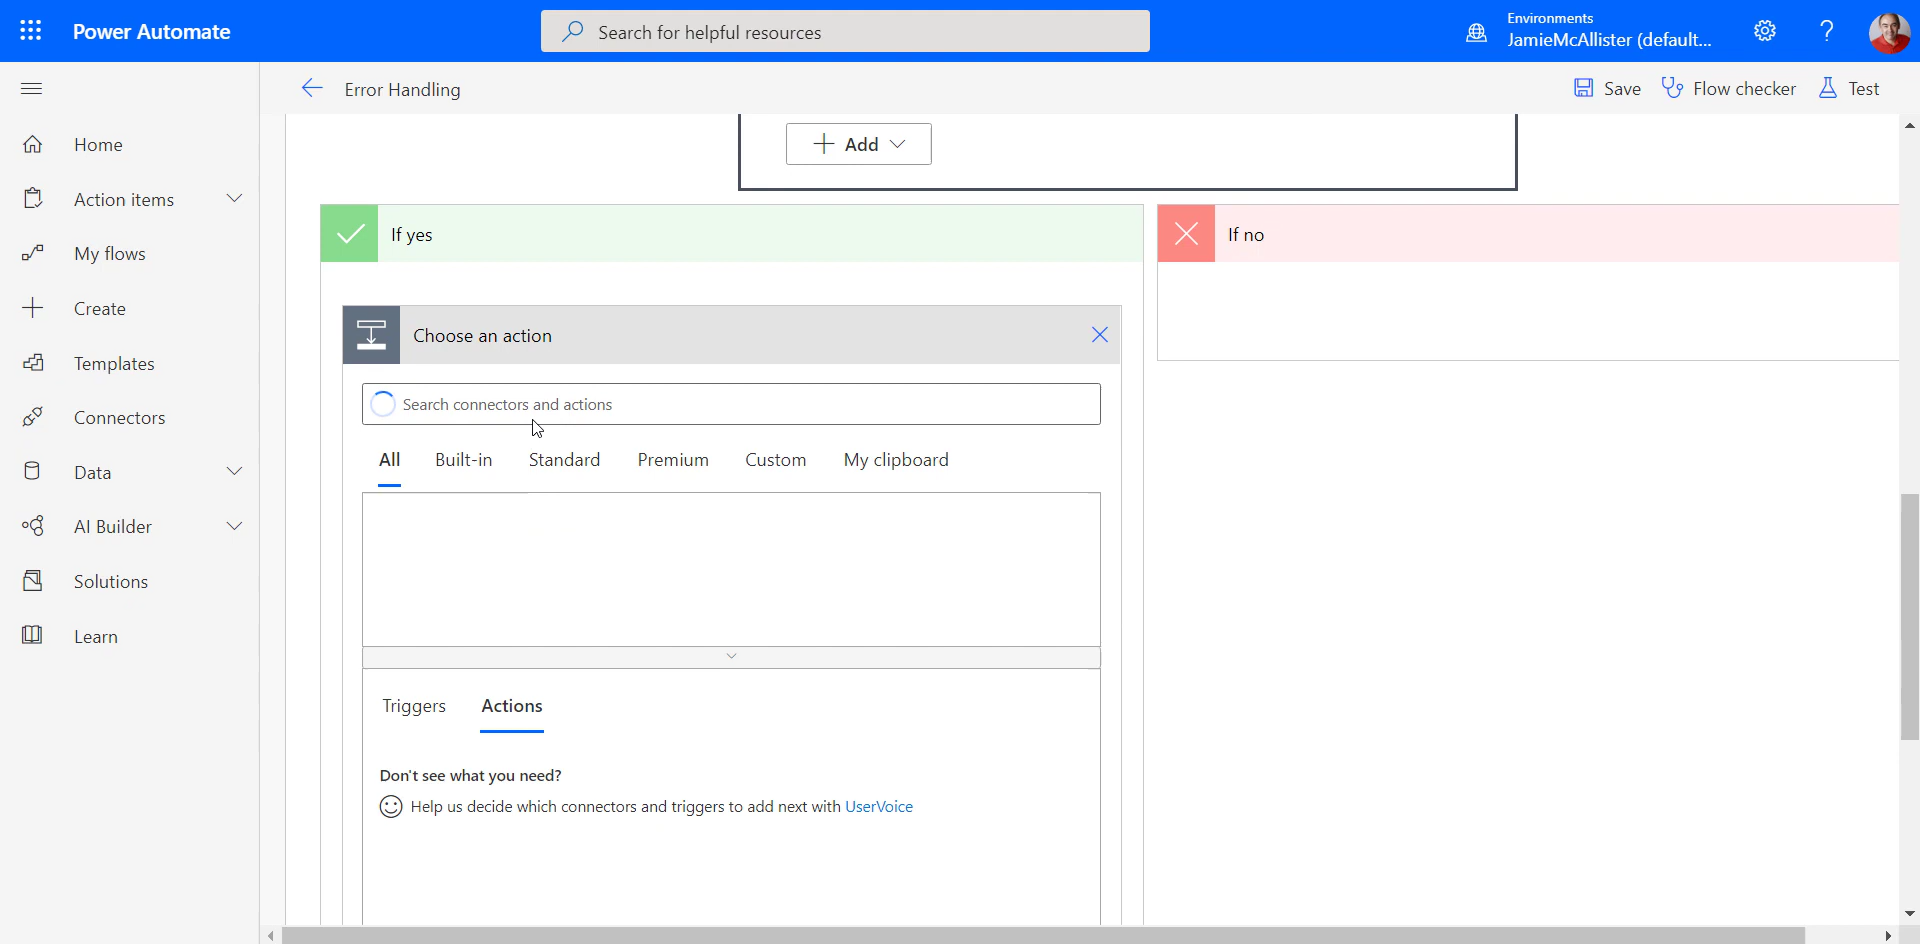 Power Automate
Search for helpful resources
Environments
JamieMcAllister (default...
Error Handling
Save
Flow checker
Test
Home
Action items
My flows
Create
Templates
Connectors
Data
AI Builder
Solutions
Learn
Add
If yes
If no
Choose an action
Search connectors and actions
All Built-in Standard Premium Custom My clipboard
Triggers Actions
Don't see what you need?
Help us decide which connectors and triggers to add next with UserVoice